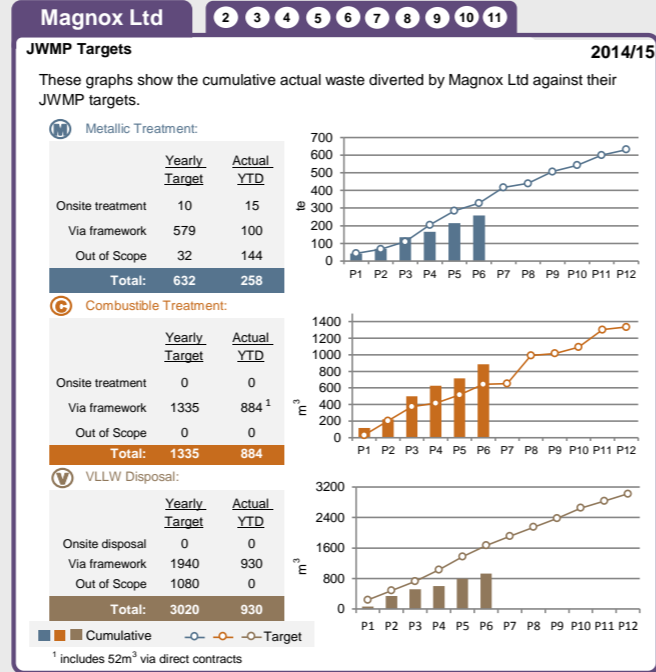 Magnox Ltd
2 3 4 5 6 7 8 9 10 11
JWMP Targets
2014/15
These graphs show the cumulative actual waste diverted by Magnox Ltd against their
JWMP targets.
M Metallic Treatment:
Yearly Target Actual YTD
Onsite treatment 10 15
Via framework 579 100
Out of Scope 32 144
Total: 632 258
700
600
500
400
300
200
100
0
te
P1 P2 P3 P4 P5 P6 P7 P8 P9 P10 P11 P12
C Combustible Treatment:
Yearly Target Actual YTD
Onsite treatment 0 0
Via framework 1335 884 ¹
Out of Scope 0 0
Total: 1335 884
1400
1200
1000
800
600
400
200
0
m³
P1 P2 P3 P4 P5 P6 P7 P8 P9 P10 P11 P12
V VLLW Disposal:
Yearly Target Actual YTD
Onsite disposal 0 0
Via framework 1940 930
Out of Scope 1080 0
Total: 3020 930
3200
2400
1600
800
0
m³
P1 P2 P3 P4 P5 P6 P7 P8 P9 P10 P11 P12
Cumulative Target
¹ includes 52m³ via direct contracts